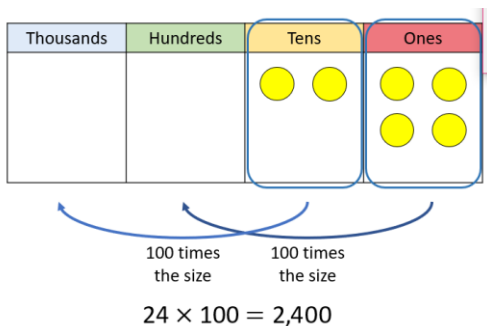 Thousands Hundreds Tens Ones
100 times 100 times
the size the size
24 × 100 = 2,400